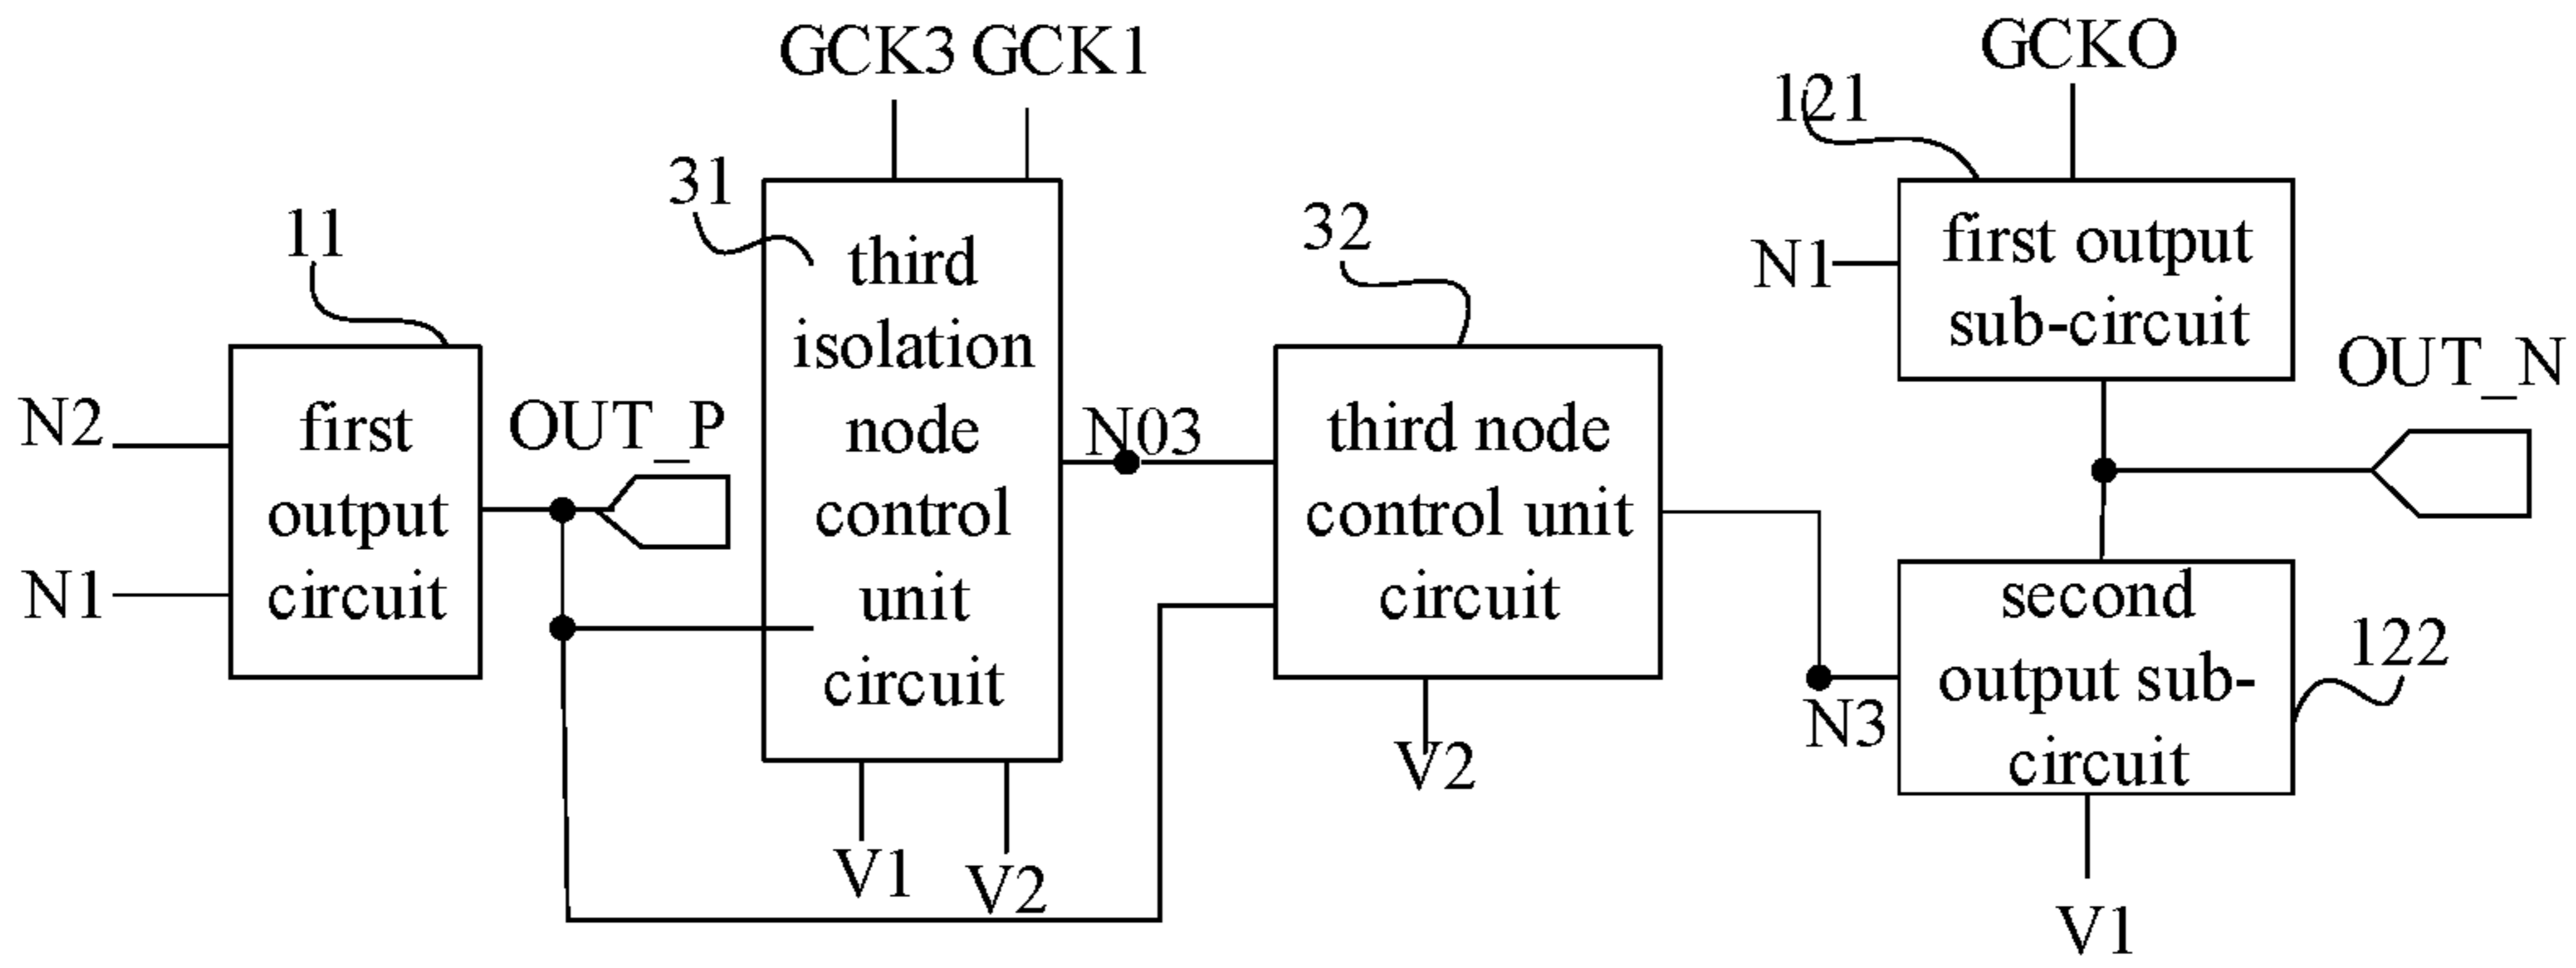 GCK3 GCK1
GCKO
121
31
11
32
third
isolation
node
control
unit
circuit
first output
sub-circuit
N1
OUT_N
N2
N1
first
output
circuit
OUT_P
N03
third node
control unit
circuit
second
output sub-
circuit
122
N3
V2
V1
V2
V1